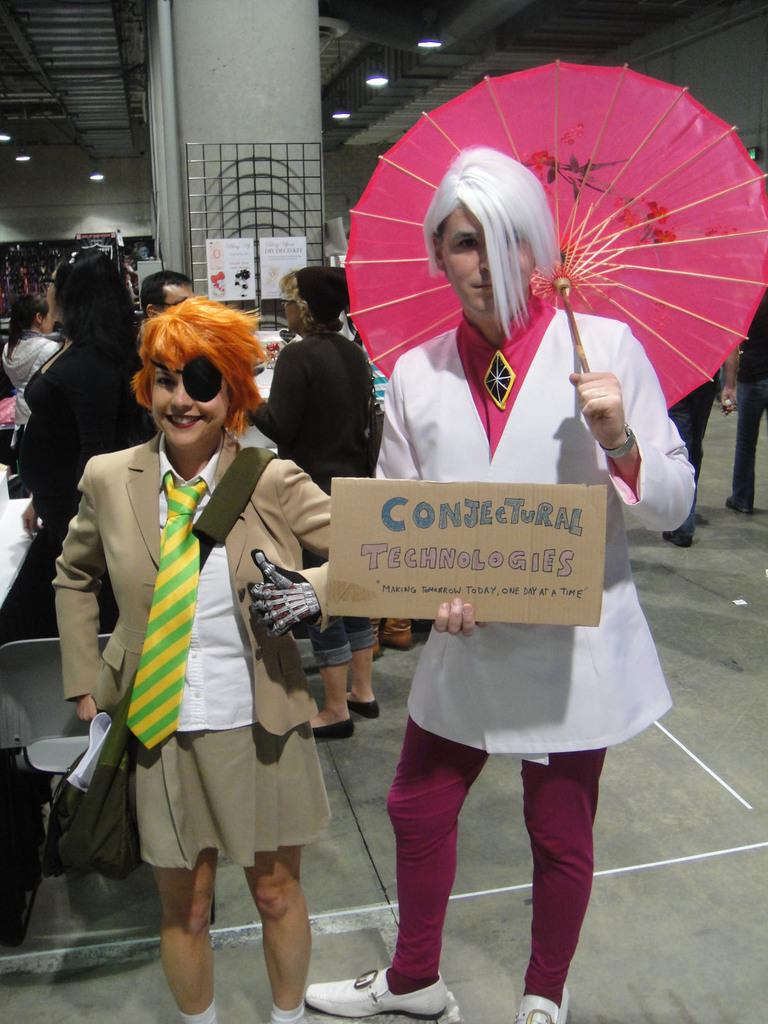 CONJECTURAL
TECHNOLOGIES
"MAKING TOMORROW TODAY, ONE DAY AT A TIME"